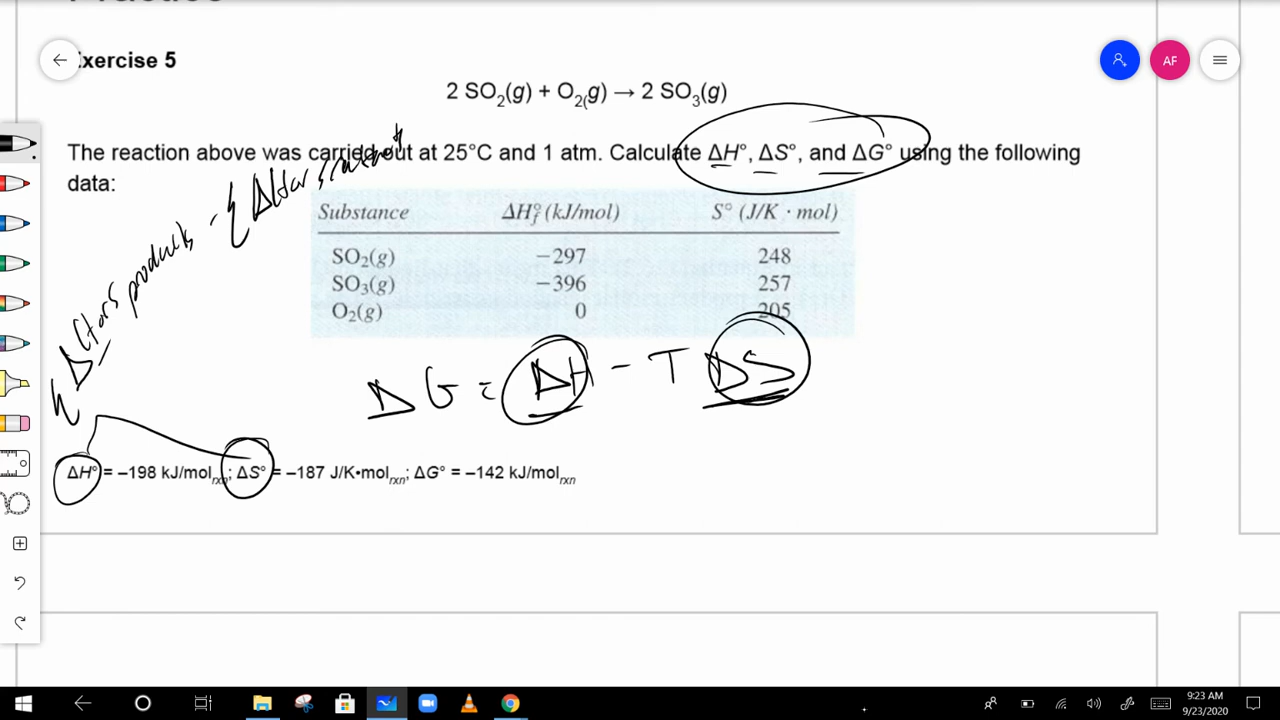 Exercise 5
AF
2 SO2(g) + O2(g) → 2 SO3(g)
The reaction above was carried out at 25°C and 1 atm. Calculate ΔH°, ΔS°, and ΔG° using the following
data:
Substance ΔHf° (kJ/mol) S° (J/K · mol)
SO2(g) −297 248
SO3(g) −396 257
O2(g) 0 205
products -
ΔG = ΔH - TΔS
ΔH° = −198 kJ/molrxn; ΔS° = −187 J/K•molrxn; ΔG° = −142 kJ/molrxn
9:23 AM
9/23/2020